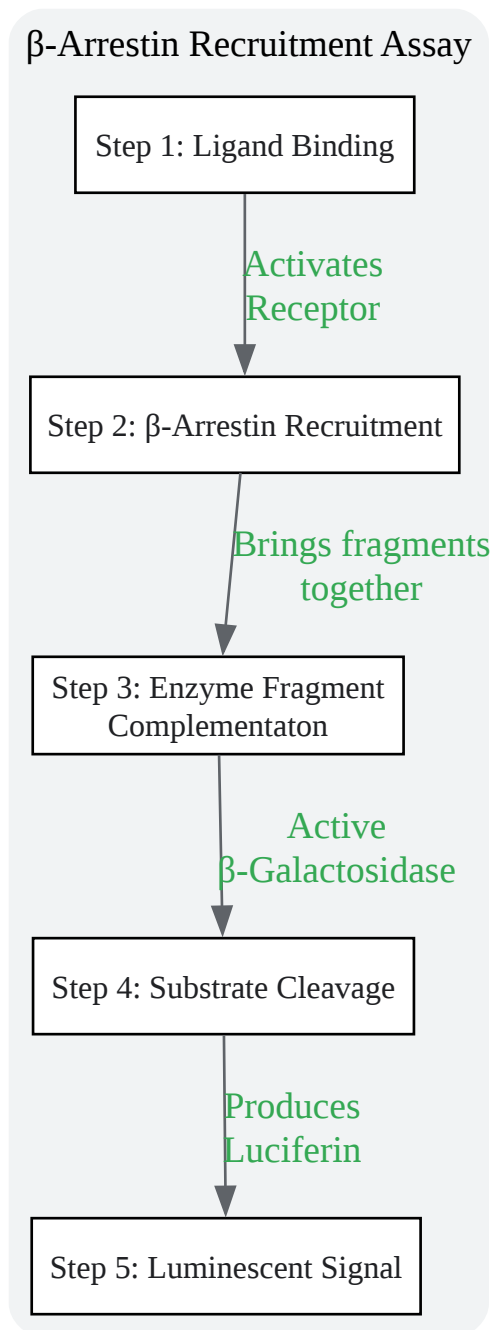 β-Arrestin Recruitment Assay
Step 1: Ligand Binding
Activates
Receptor
Step 2: β-Arrestin Recruitment
Brings fragments
together
Step 3: Enzyme Fragment
Complementaton
Active
β-Galactosidase
Step 4: Substrate Cleavage
Produces
Luciferin
Step 5: Luminescent Signal